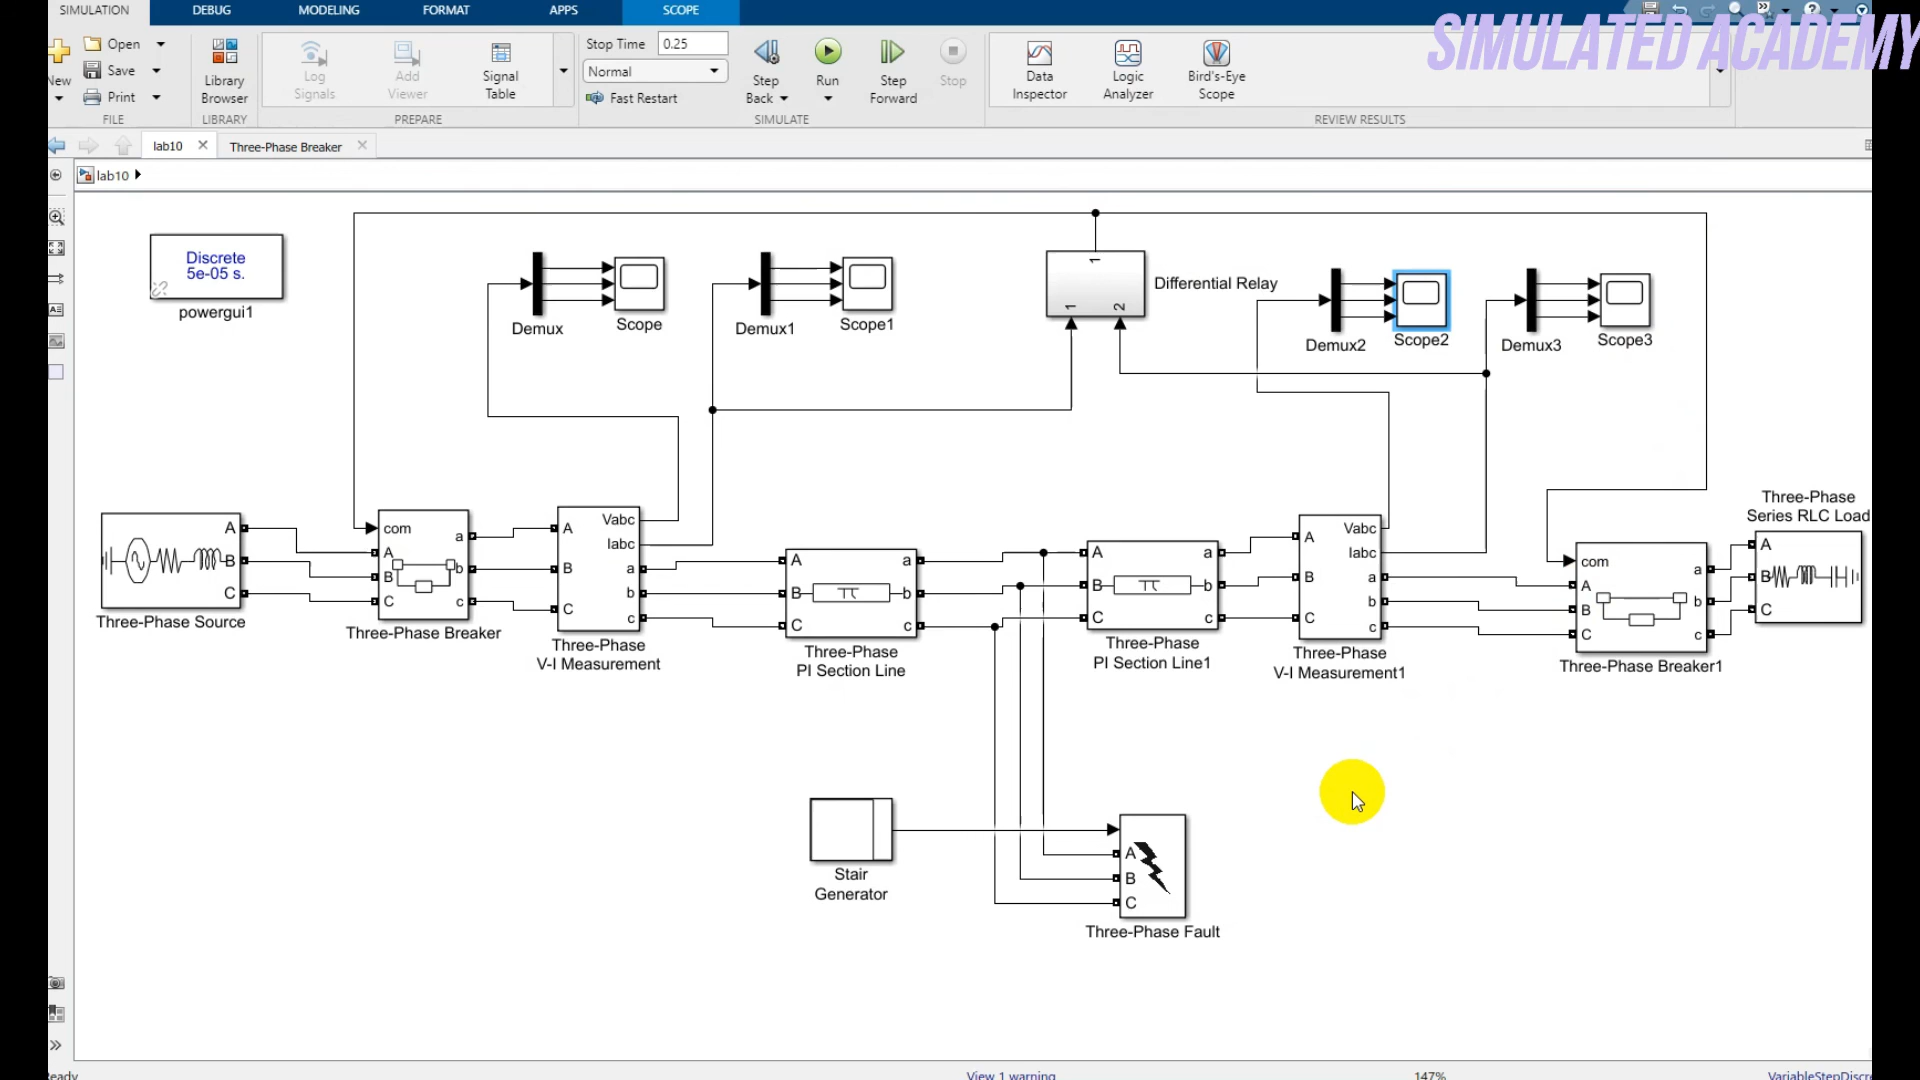 SIMULATION DEBUG MODELING FORMAT APPS SCOPE
SIMULATED ACADEMY
New
Open
Save
Print
FILE
Library
Browser
LIBRARY
Log
Signals
Add
Viewer
Signal
Table
PREPARE
Stop Time 0.25
Normal
Fast Restart
Step
Back
Run
Step
Forward
Stop
SIMULATE
Data
Inspector
Logic
Analyzer
Bird's-Eye
Scope
REVIEW RESULTS
lab10
Three-Phase Breaker
lab10
Discrete
5e-05 s.
powergui1
Demux
Scope
Demux1
Scope1
1
1
2
Differential Relay
Demux2
Scope2
Demux3
Scope3
A
B
C
Three-Phase Source
com
A
B
C
a
b
c
Three-Phase Breaker
A
B
C
Vabc
Iabc
a
b
c
Three-Phase
V-I Measurement
A
B
C
a
b
c
Three-Phase
PI Section Line
A
B
C
a
b
c
Three-Phase
PI Section Line1
A
B
C
Vabc
Iabc
a
b
c
Three-Phase
V-I Measurement1
com
A
B
C
a
b
c
Three-Phase Breaker1
Three-Phase
Series RLC Load
A
B
C
Stair
Generator
A
B
C
Three-Phase Fault
View 1 warning
147%